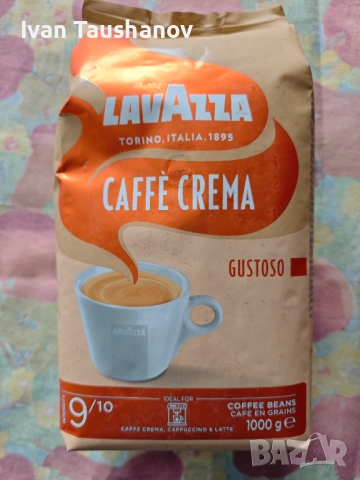 Ivan Taushanov
LAVAZZA
TORINO, ITALIA, 1895
CAFFÈ CREMA
GUSTOSO
LAVAZZA
INTENSITY
9/10
IDEAL FOR
CAFFÈ CREMA, CAPPUCCINO & LATTE
COFFEE BEANS
CAFÉ EN GRAINS
1000 g e
BAZAR